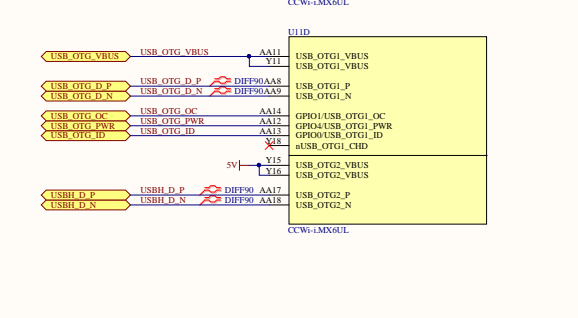 CCWi-i.MX6UL
U11D
USB_OTG_VBUS USB_OTG_VBUS AA11 USB_OTG1_VBUS
Y11 USB_OTG1_VBUS
USB_OTG_D_P USB_OTG_D_P DIFF90 AA8 USB_OTG1_P
USB_OTG_D_N USB_OTG_D_N DIFF90 AA9 USB_OTG1_N
USB_OTG_OC USB_OTG_OC AA14 GPIO1/USB_OTG1_OC
USB_OTG_PWR USB_OTG_PWR AA12 GPIO4/USB_OTG1_PWR
USB_OTG_ID USB_OTG_ID AA13 GPIO0/USB_OTG1_ID
Y18 nUSB_OTG1_CHD
5V Y15 USB_OTG2_VBUS
Y16 USB_OTG2_VBUS
USBH_D_P USBH_D_P DIFF90 AA17 USB_OTG2_P
USBH_D_N USBH_D_N DIFF90 AA18 USB_OTG2_N
CCWi-i.MX6UL